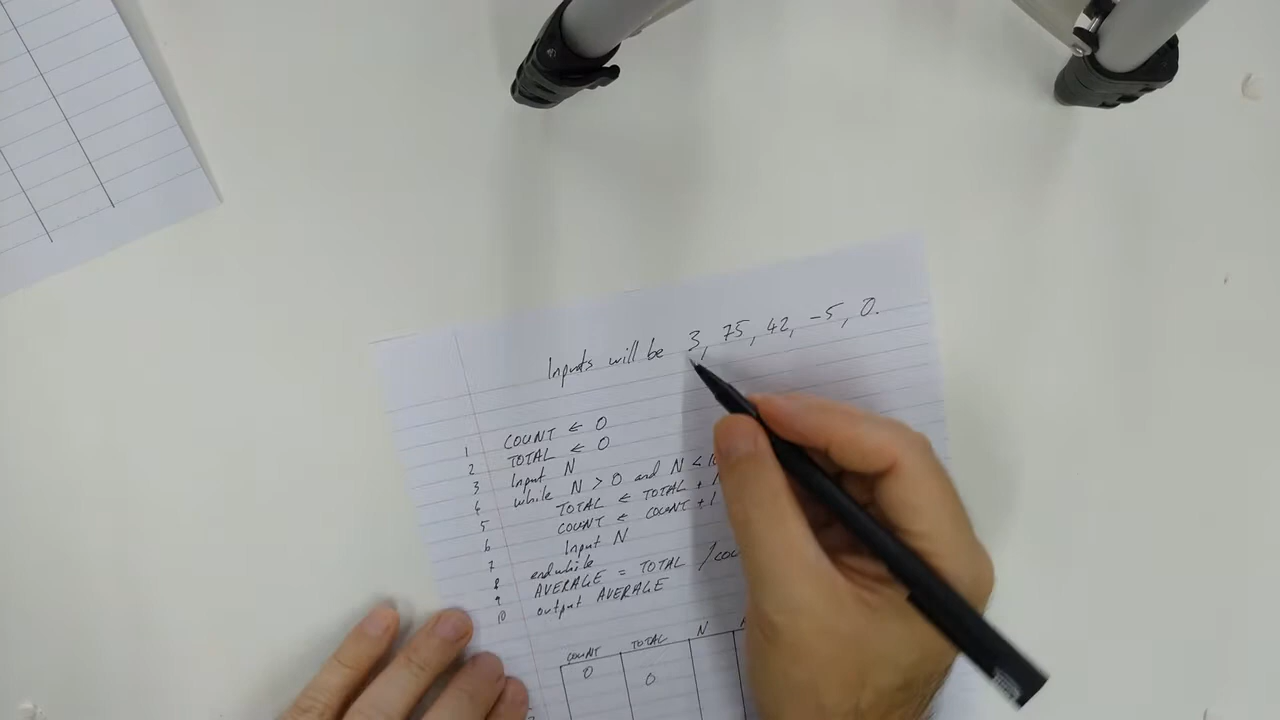 Inputs will be 3, 75, 42, -5, 0.
1 COUNT ← 0
2 TOTAL ← 0
3 Input N
4 while N > 0 and N <
5 TOTAL ← TOTAL +
6 COUNT ← COUNT + 1
7 Input N
8 endwhile
9 AVERAGE = TOTAL /
10 output AVERAGE
COUNT TOTAL N
0
0